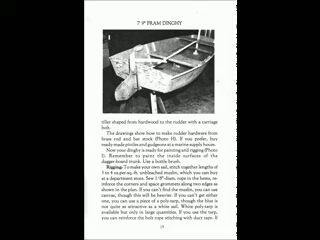 7' 9" PRAM DINGHY
tiller shaped from hardwood to the rudder with a carriage
bolt.
The drawings show how to make rudder hardware from
brass rod and bar stock (Photo H). If you prefer, buy
ready-made pintles and gudgeons at a marine supply house.
Now your dinghy is ready for painting and rigging (Photo
I). Remember to paint the inside surfaces of the
dagger-board trunk. Use a bottle brush.
Rigging: To make your own sail, stitch together lengths of
3 to 4 oz per sq.-ft. unbleached muslin, which you can buy
at a department store. Sew 1/8"-diam. rope in the hems, re-
inforce the corners and space grommets along two edges as
shown in the plan. If you can't find the muslin, you can use
canvas, though this will be heavier. If you can't get either
one, you can use a piece of a poly-tarp, though the blue is
not quite as attractive as a white sail. White poly-tarp is
available but only in large quantities. If you use the tarp,
you can reinforce the bolt rope stitching with duct tape. If